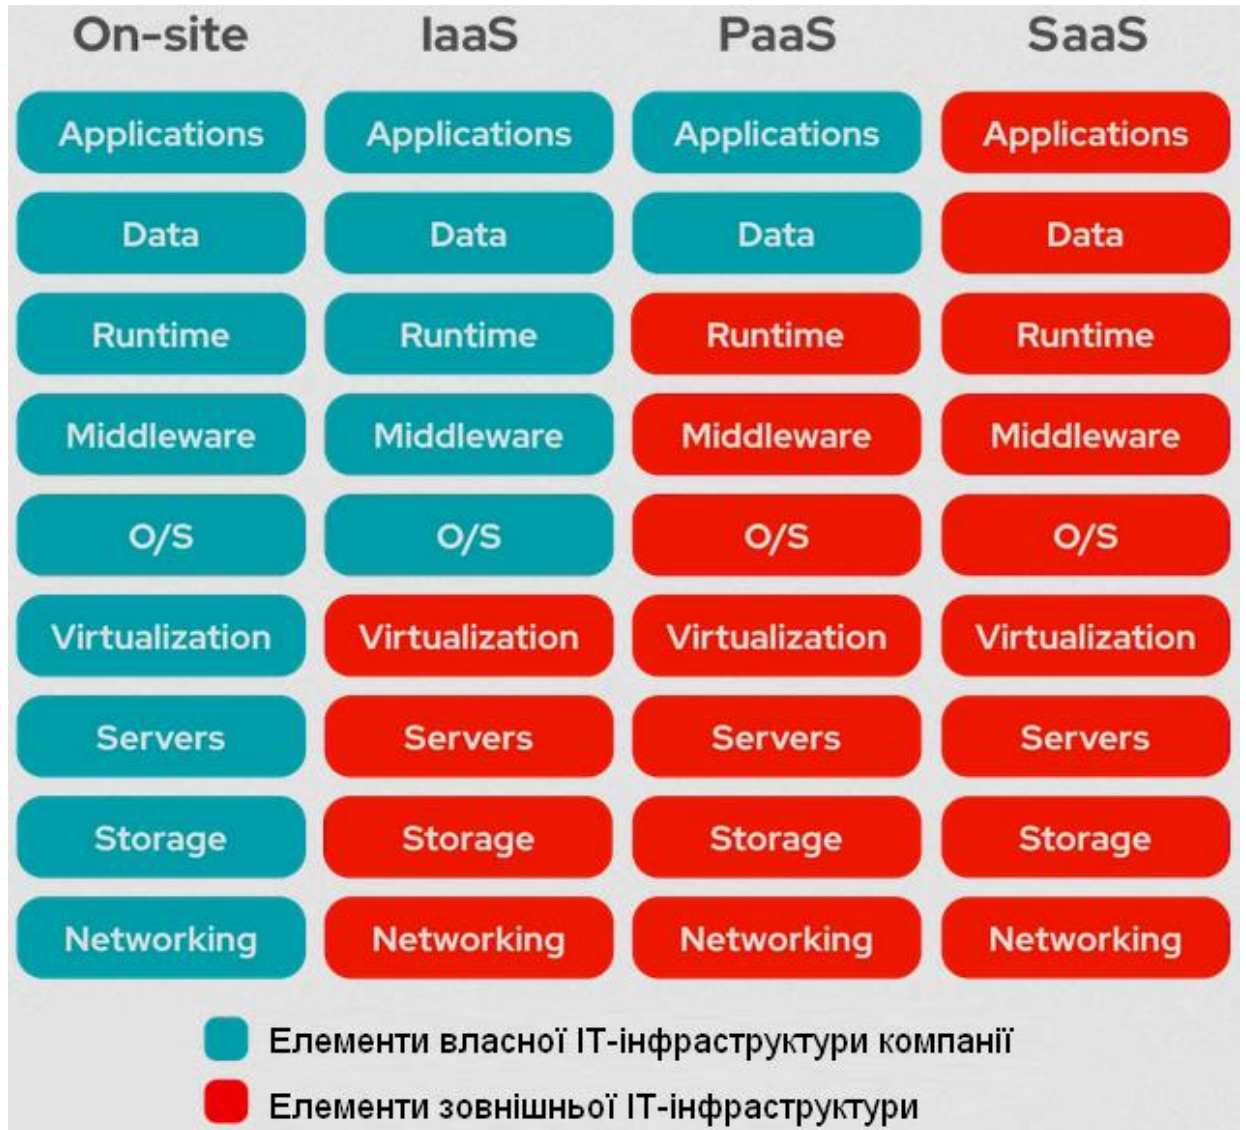 On-site IaaS PaaS SaaS
Applications Applications Applications Applications
Data Data Data Data
Runtime Runtime Runtime Runtime
Middleware Middleware Middleware Middleware
O/S O/S O/S O/S
Virtualization Virtualization Virtualization Virtualization
Servers Servers Servers Servers
Storage Storage Storage Storage
Networking Networking Networking Networking
Елементи власної ІТ-інфраструктури компанії
Елементи зовнішньої ІТ-інфраструктури